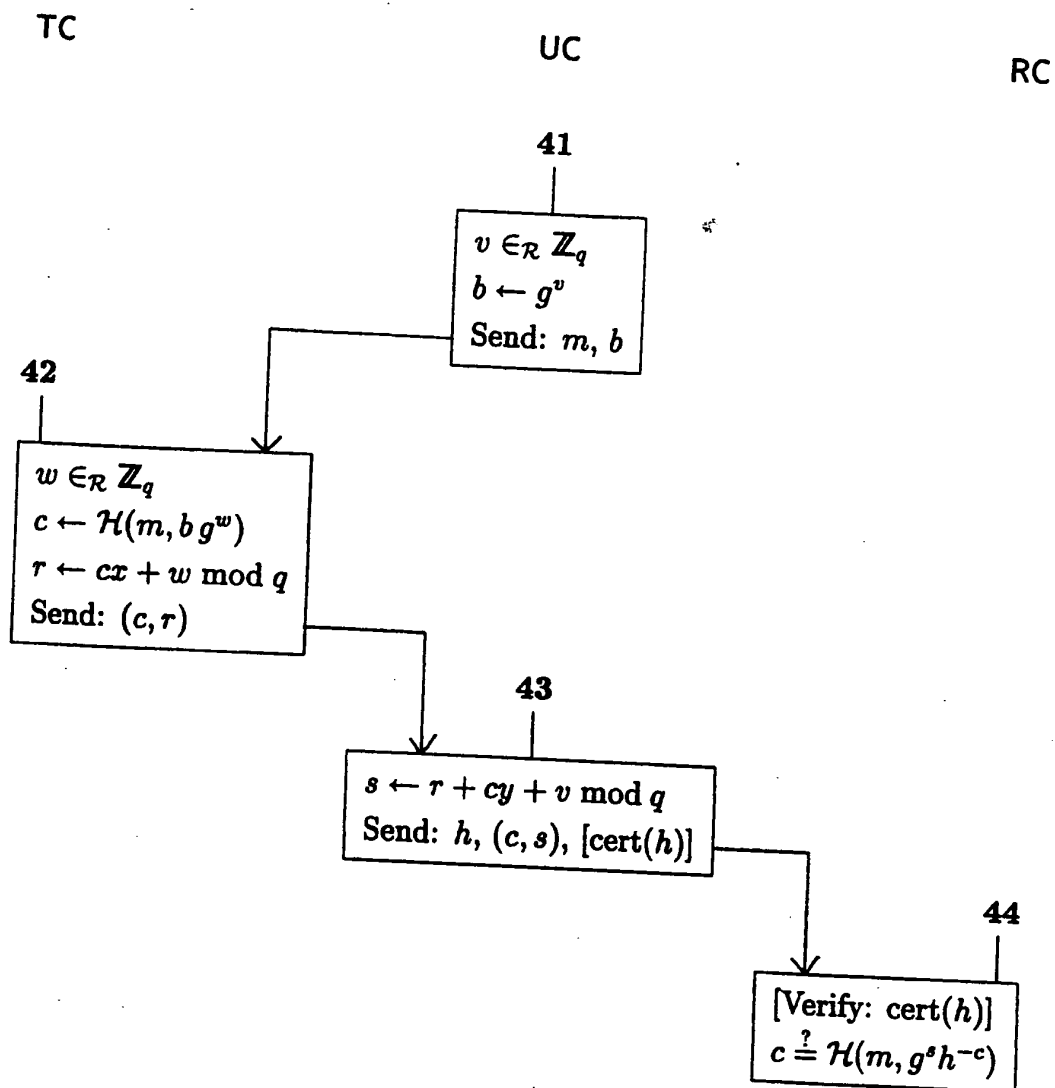 TC
UC
RC
41
v ∈_R ℤ_q
b ← g^v
Send: m, b
42
w ∈_R ℤ_q
c ← H(m, b g^w)
r ← cx + w mod q
Send: (c, r)
43
s ← r + cy + v mod q
Send: h, (c, s), [cert(h)]
44
[Verify: cert(h)]
c ≟ H(m, g^s h^{-c})